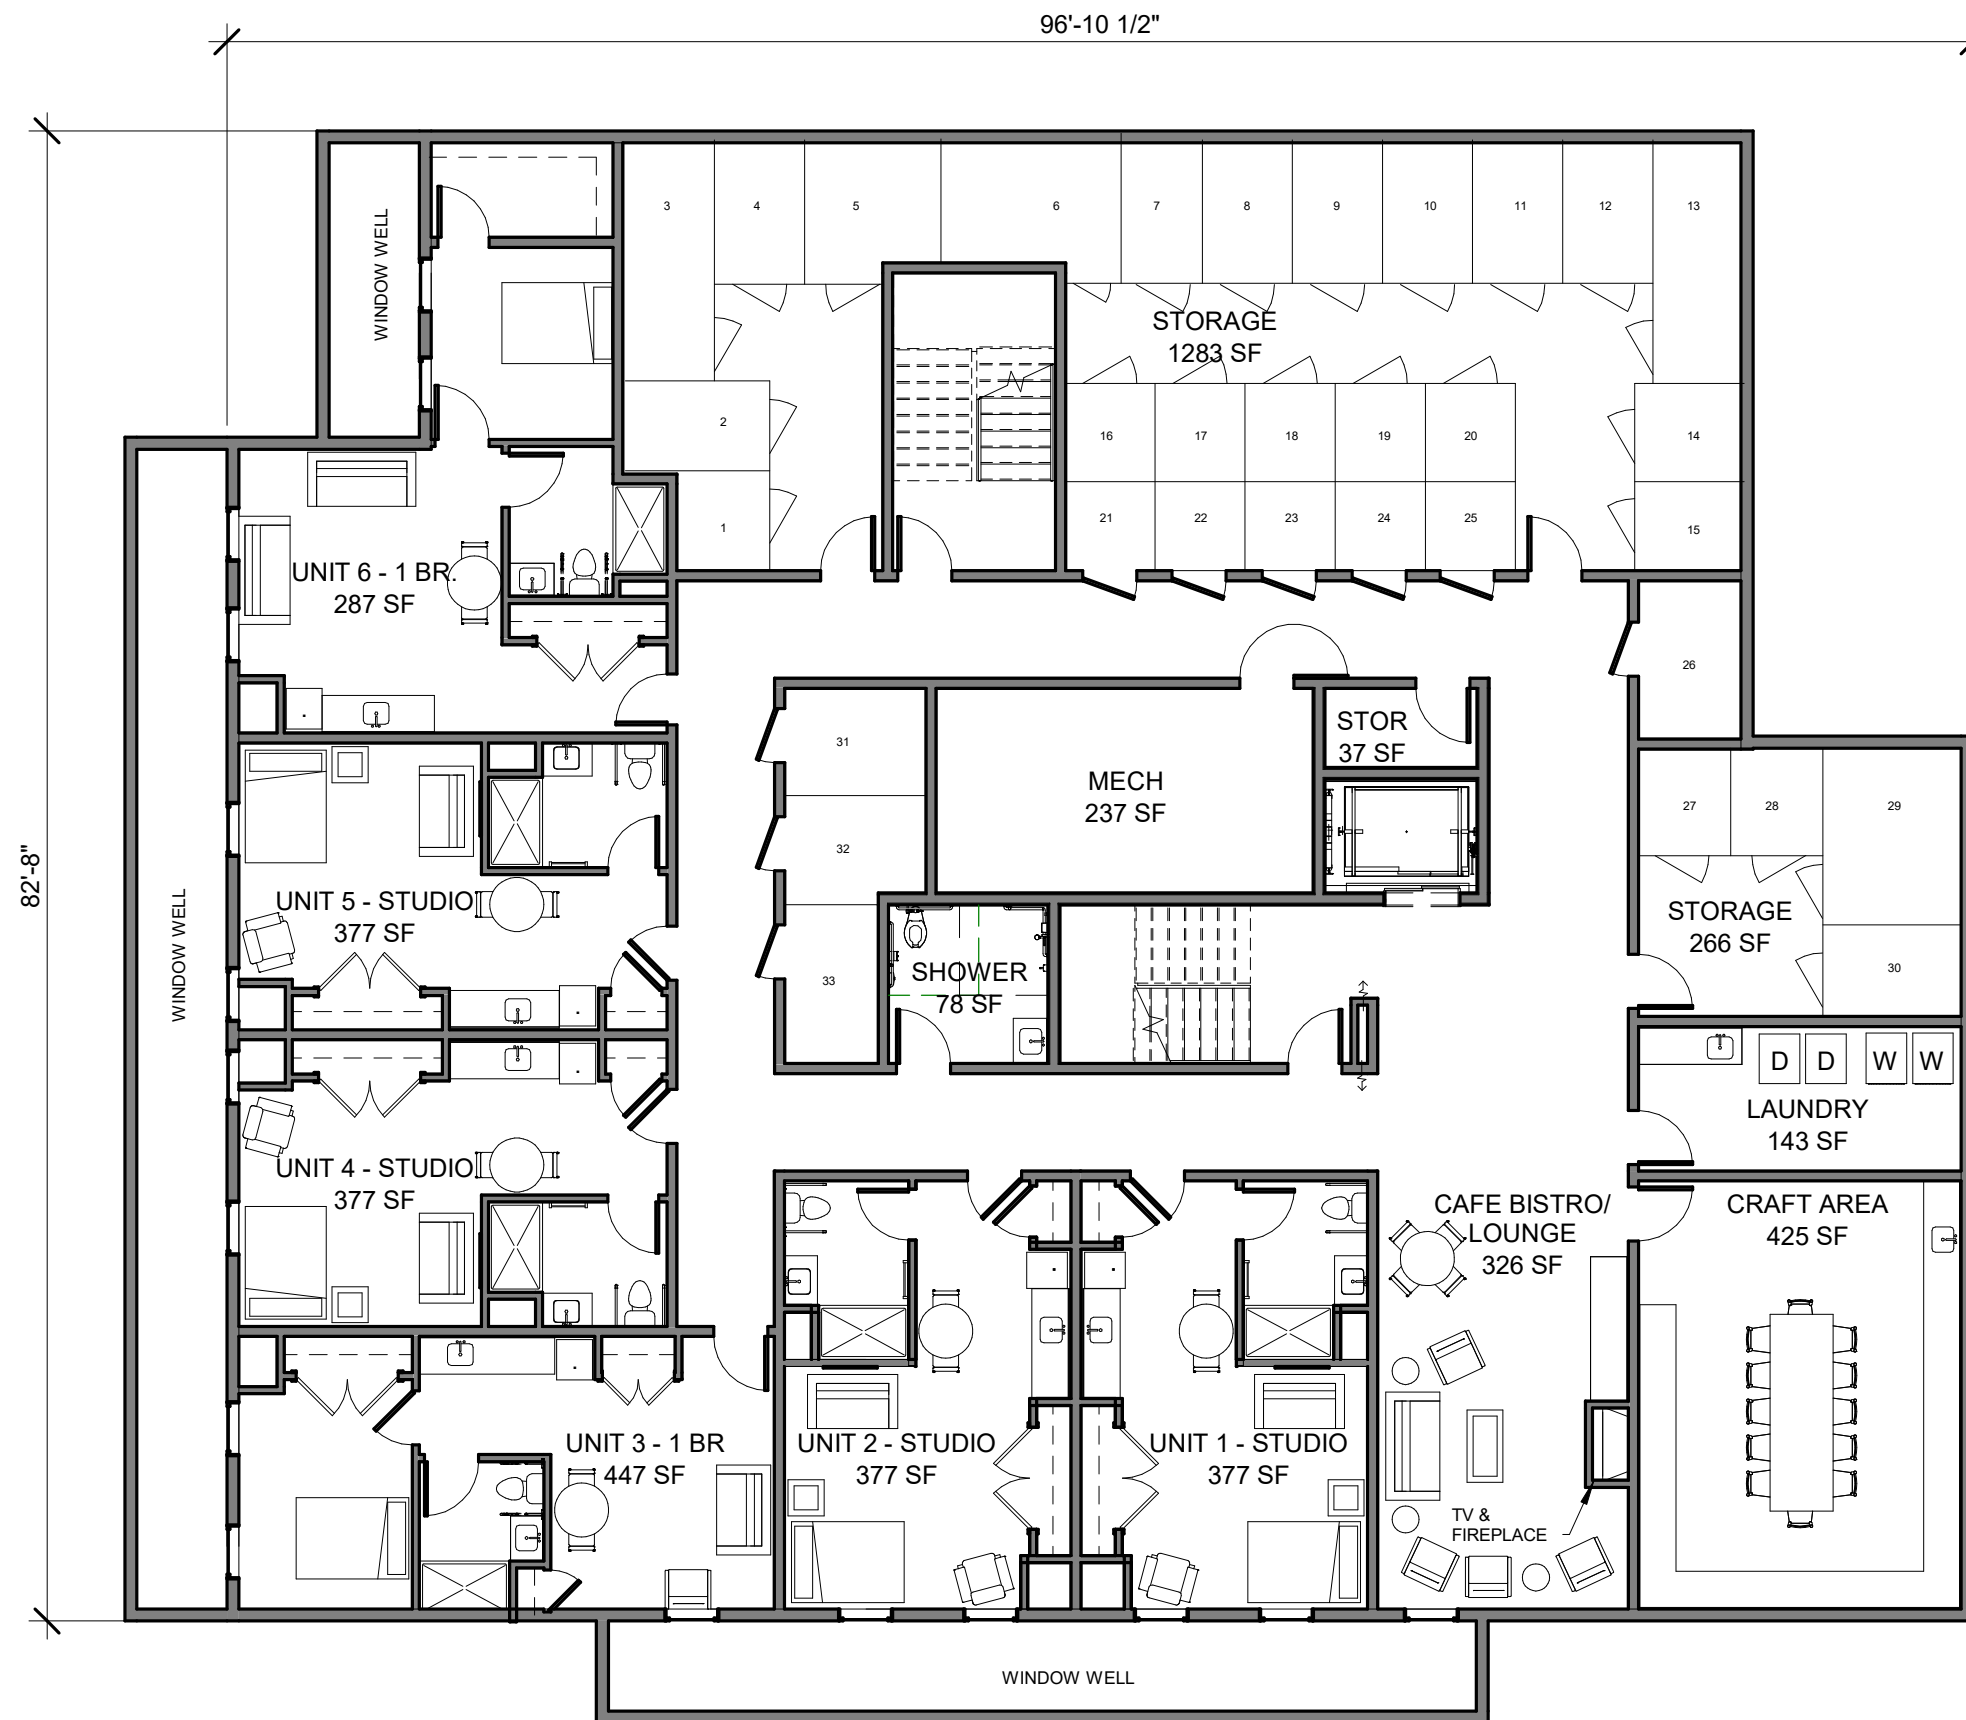 96'-10 1/2"
82'-8"
WINDOW WELL
3
4
5
6
7
8
9
10
11
12
13
STORAGE
1283 SF
2
16
17
18
19
20
14
1
21
22
23
24
25
15
UNIT 6 - 1 BR.
287 SF
26
31
STOR
37 SF
MECH
237 SF
32
27
28
29
UNIT 5 - STUDIO
377 SF
WINDOW WELL
33
SHOWER
78 SF
STORAGE
266 SF
30
D
D
W
W
LAUNDRY
143 SF
UNIT 4 - STUDIO
377 SF
CAFE BISTRO/
LOUNGE
326 SF
CRAFT AREA
425 SF
UNIT 3 - 1 BR
447 SF
UNIT 2 - STUDIO
377 SF
UNIT 1 - STUDIO
377 SF
TV &
FIREPLACE
WINDOW WELL